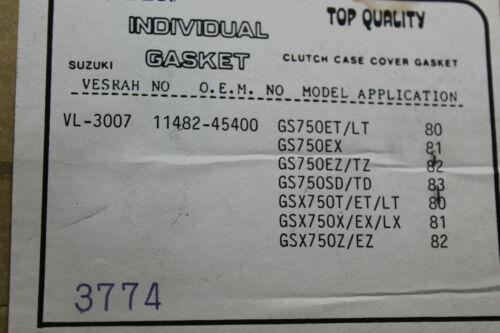 INDIVIDUAL
TOP QUALITY
GASKET
SUZUKI
CLUTCH CASE COVER GASKET
VESRAH NO O.E.M. NO MODEL APPLICATION
VL-3007 11482-45400 GS750ET/LT 80
GS750EX 81
GS750EZ/TZ 82
GS750SD/TD 83
GSX750T/ET/LT 80
GSX750X/EX/LX 81
GSX750Z/EZ 82
3774